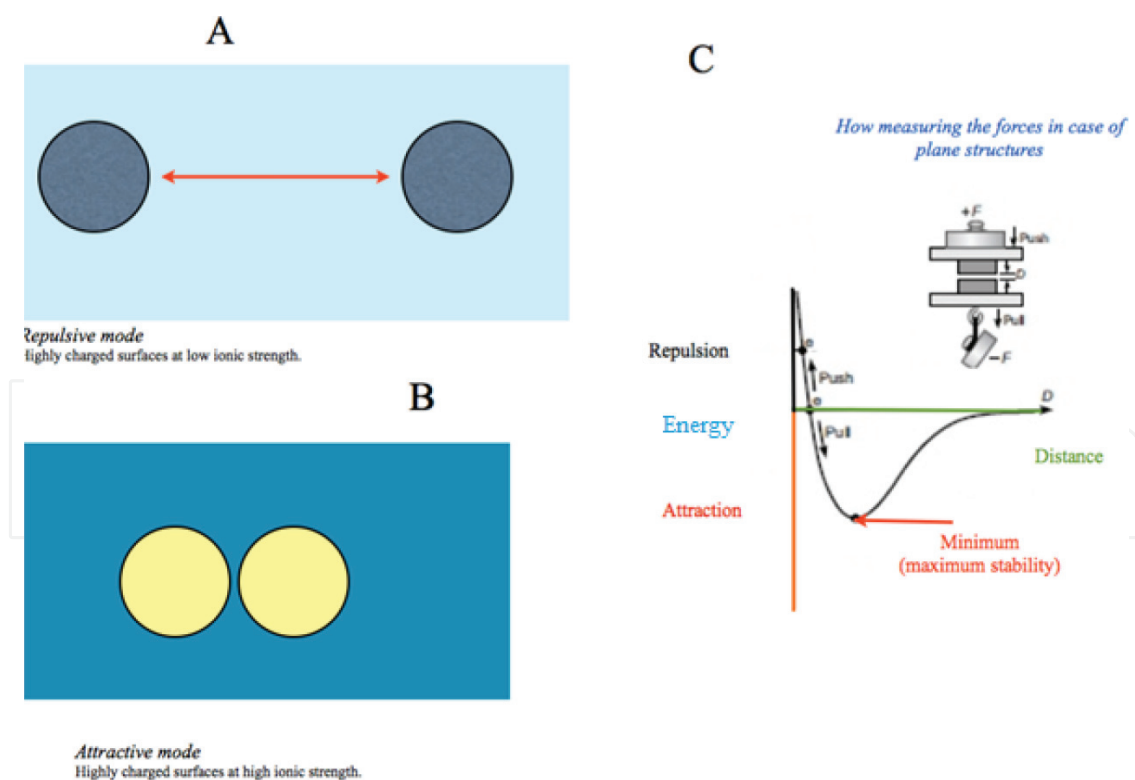 A
Repulsive mode
Highly charged surfaces at low ionic strength.
B
Attractive mode
Highly charged surfaces at high ionic strength.
C
How measuring the forces in case of
plane structures
+F
Push
D
Pull
−F
Repulsion
Push
D
Energy
Pull
Distance
Attraction
Minimum
(maximum stability)